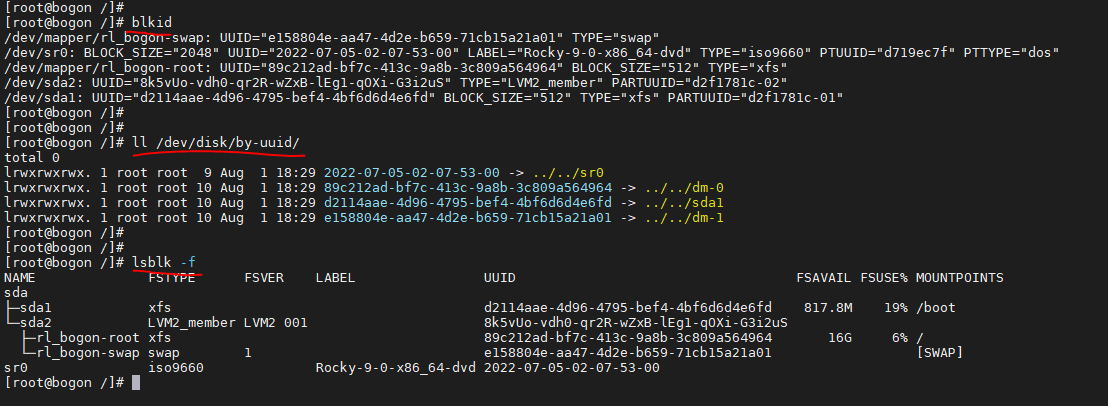 [root@bogon /]#
[root@bogon /]# blkid
/dev/mapper/rl_bogon-swap: UUID="e158804e-aa47-4d2e-b659-71cb15a21a01" TYPE="swap"
/dev/sr0: BLOCK_SIZE="2048" UUID="2022-07-05-02-07-53-00" LABEL="Rocky-9-0-x86_64-dvd" TYPE="iso9660" PTUUID="d719ec7f" PTTYPE="dos"
/dev/mapper/rl_bogon-root: UUID="89c212ad-bf7c-413c-9a8b-3c809a564964" BLOCK_SIZE="512" TYPE="xfs"
/dev/sda2: UUID="8k5vUo-vdh0-qr2R-wZxB-lEg1-qOXi-G3i2uS" TYPE="LVM2_member" PARTUUID="d2f1781c-02"
/dev/sda1: UUID="d2114aae-4d96-4795-bef4-4bf6d6d4e6fd" BLOCK_SIZE="512" TYPE="xfs" PARTUUID="d2f1781c-01"
[root@bogon /]#
[root@bogon /]#
[root@bogon /]# ll /dev/disk/by-uuid/
total 0
lrwxrwxrwx. 1 root root  9 Aug  1 18:29 2022-07-05-02-07-53-00 -> ../../sr0
lrwxrwxrwx. 1 root root 10 Aug  1 18:29 89c212ad-bf7c-413c-9a8b-3c809a564964 -> ../../dm-0
lrwxrwxrwx. 1 root root 10 Aug  1 18:29 d2114aae-4d96-4795-bef4-4bf6d6d4e6fd -> ../../sda1
lrwxrwxrwx. 1 root root 10 Aug  1 18:29 e158804e-aa47-4d2e-b659-71cb15a21a01 -> ../../dm-1
[root@bogon /]#
[root@bogon /]#
[root@bogon /]# lsblk -f
NAME              FSTYPE      FSVER    LABEL                UUID                                   FSAVAIL FSUSE% MOUNTPOINTS
sda
├─sda1            xfs                                       d2114aae-4d96-4795-bef4-4bf6d6d4e6fd    817.8M    19% /boot
└─sda2            LVM2_member LVM2 001                      8k5vUo-vdh0-qr2R-wZxB-lEg1-qOXi-G3i2uS
  ├─rl_bogon-root xfs                                       89c212ad-bf7c-413c-9a8b-3c809a564964       16G     6% /
  └─rl_bogon-swap swap        1                             e158804e-aa47-4d2e-b659-71cb15a21a01                  [SWAP]
sr0               iso9660              Rocky-9-0-x86_64-dvd 2022-07-05-02-07-53-00
[root@bogon /]#